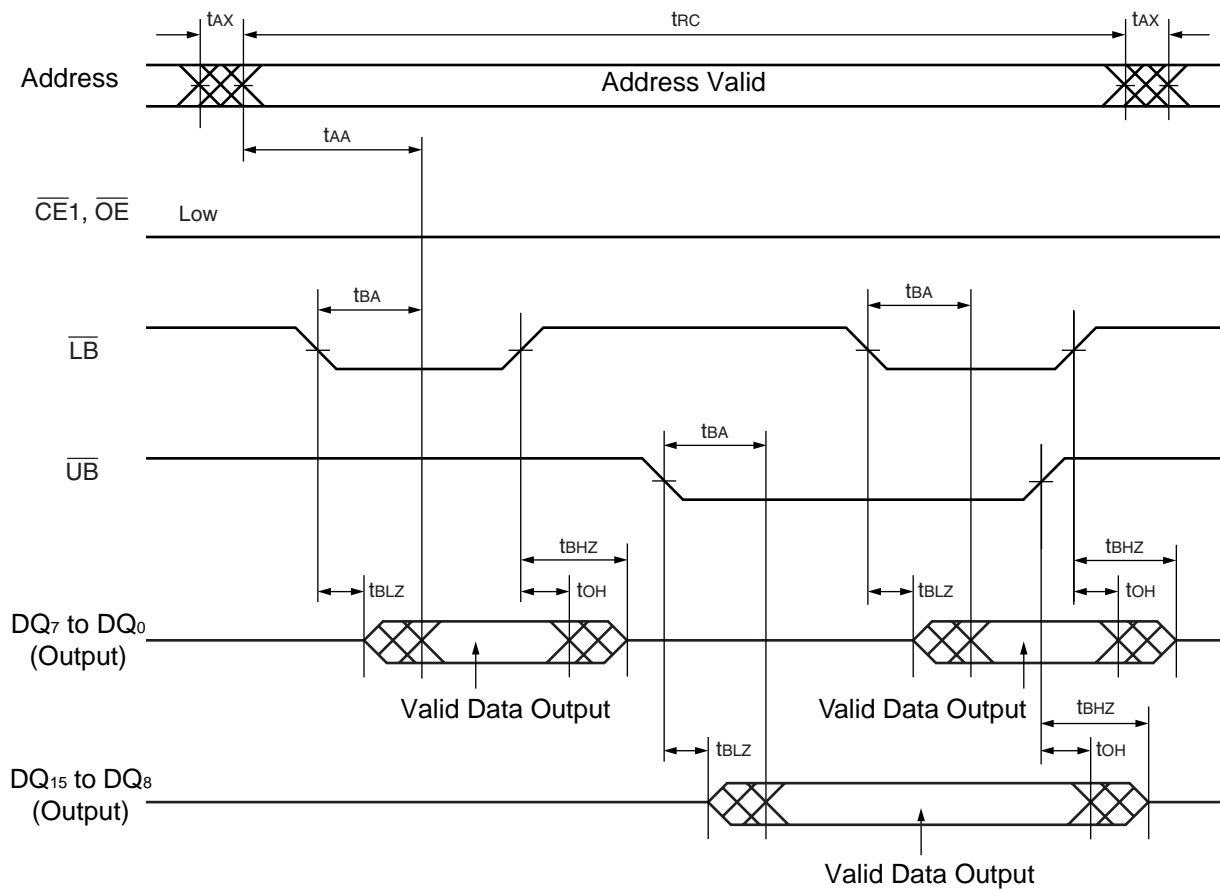 tAX tRC tAX
Address Address Valid
tAA
CE1, OE Low
tBA tBA
LB
tBA
UB
tBHZ tBHZ
tBLZ tOH tBLZ tOH
DQ7 to DQ0
(Output)
Valid Data Output Valid Data Output
tBHZ
tBLZ tOH
DQ15 to DQ8
(Output)
Valid Data Output